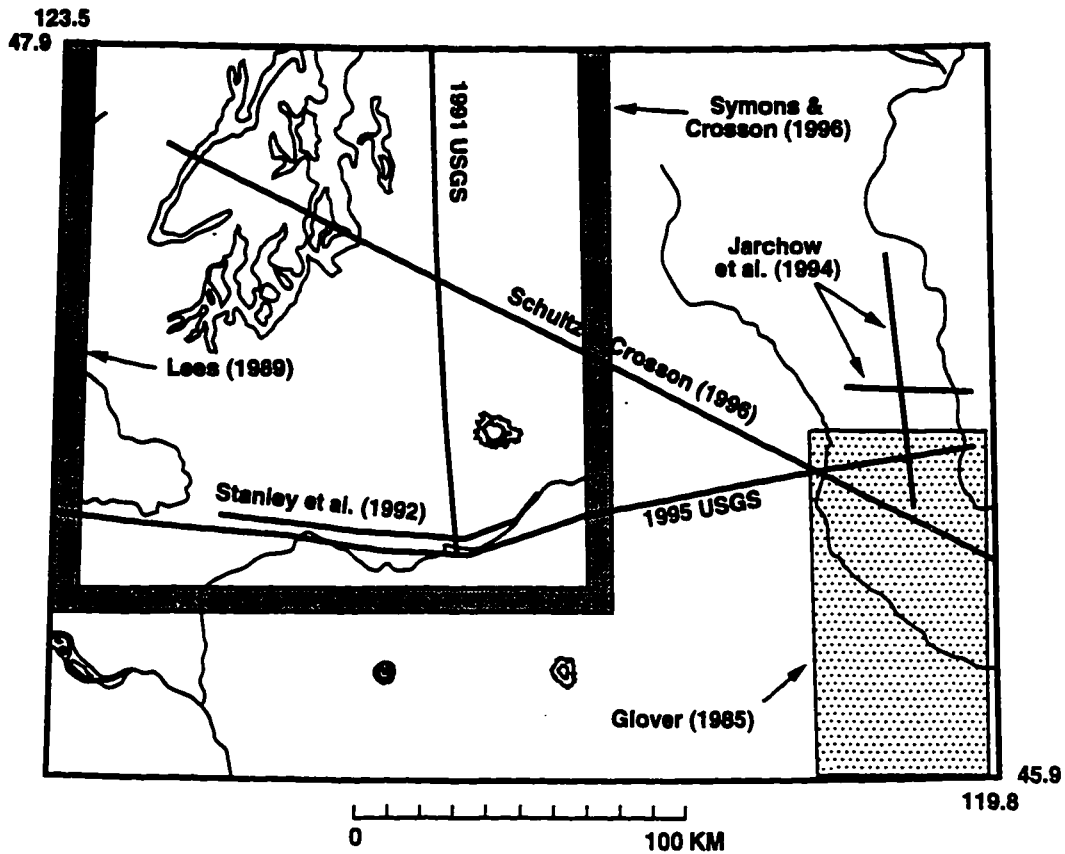 123.5
47.9
1991 USGS
Symons &
Crosson (1996)
Jarchow
et al. (1994)
Schultz Crosson (1996)
Lees (1989)
Stanley et al. (1992)
1995 USGS
Glover (1985)
45.9
119.8
0 100 KM